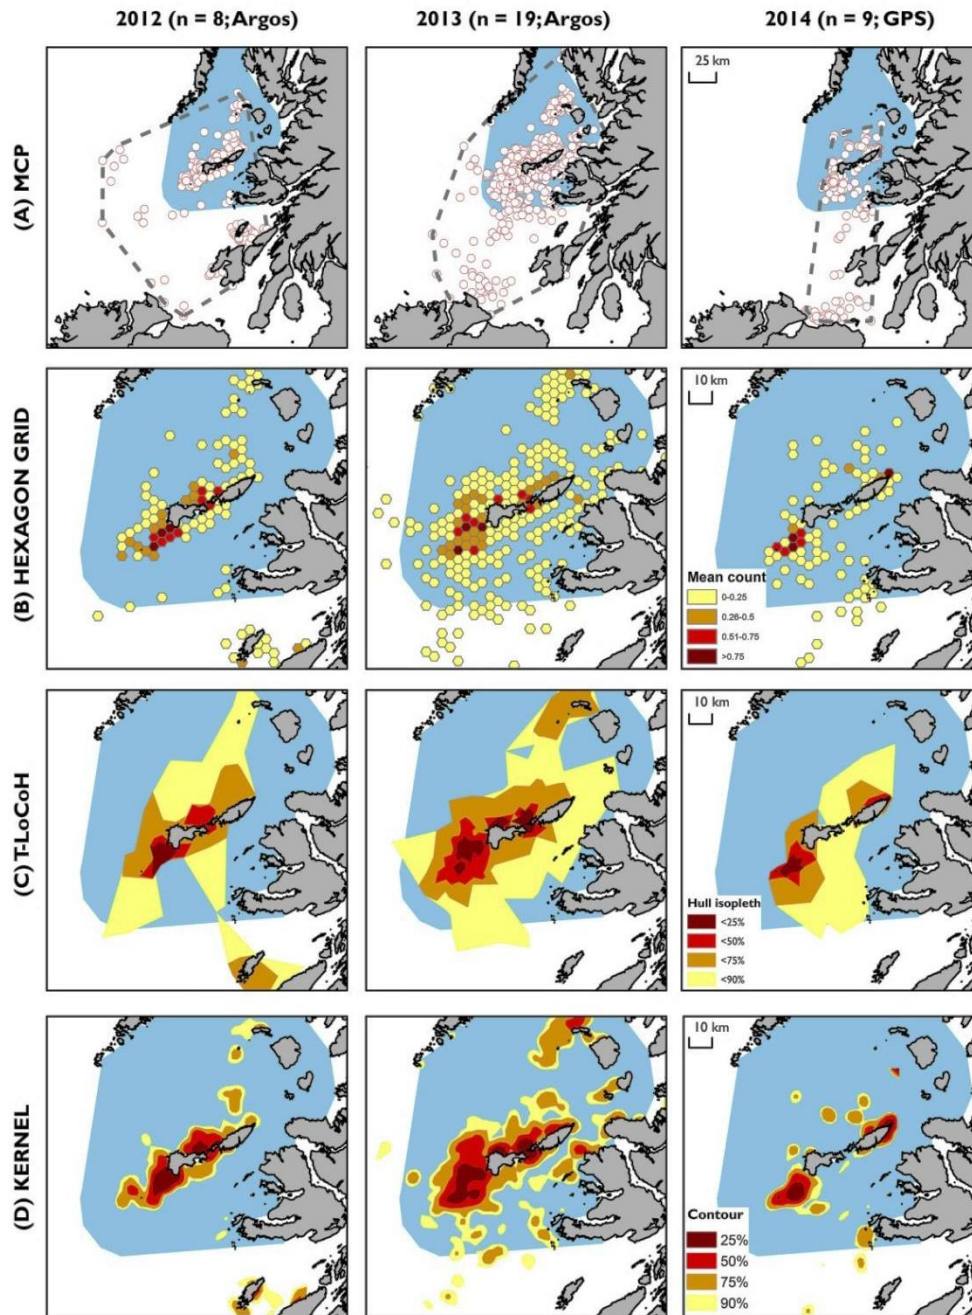 2012 (n = 8; Argos)
2013 (n = 19; Argos)
2014 (n = 9; GPS)
(A) MCP
25 km
(B) HEXAGON GRID
10 km
Mean count
0-0.25
0.26-0.5
0.51-0.75
>0.75
(C) T-LoCoH
10 km
Hull isopleth
<25%
<50%
<75%
<90%
(D) KERNEL
10 km
Contour
25%
50%
75%
90%